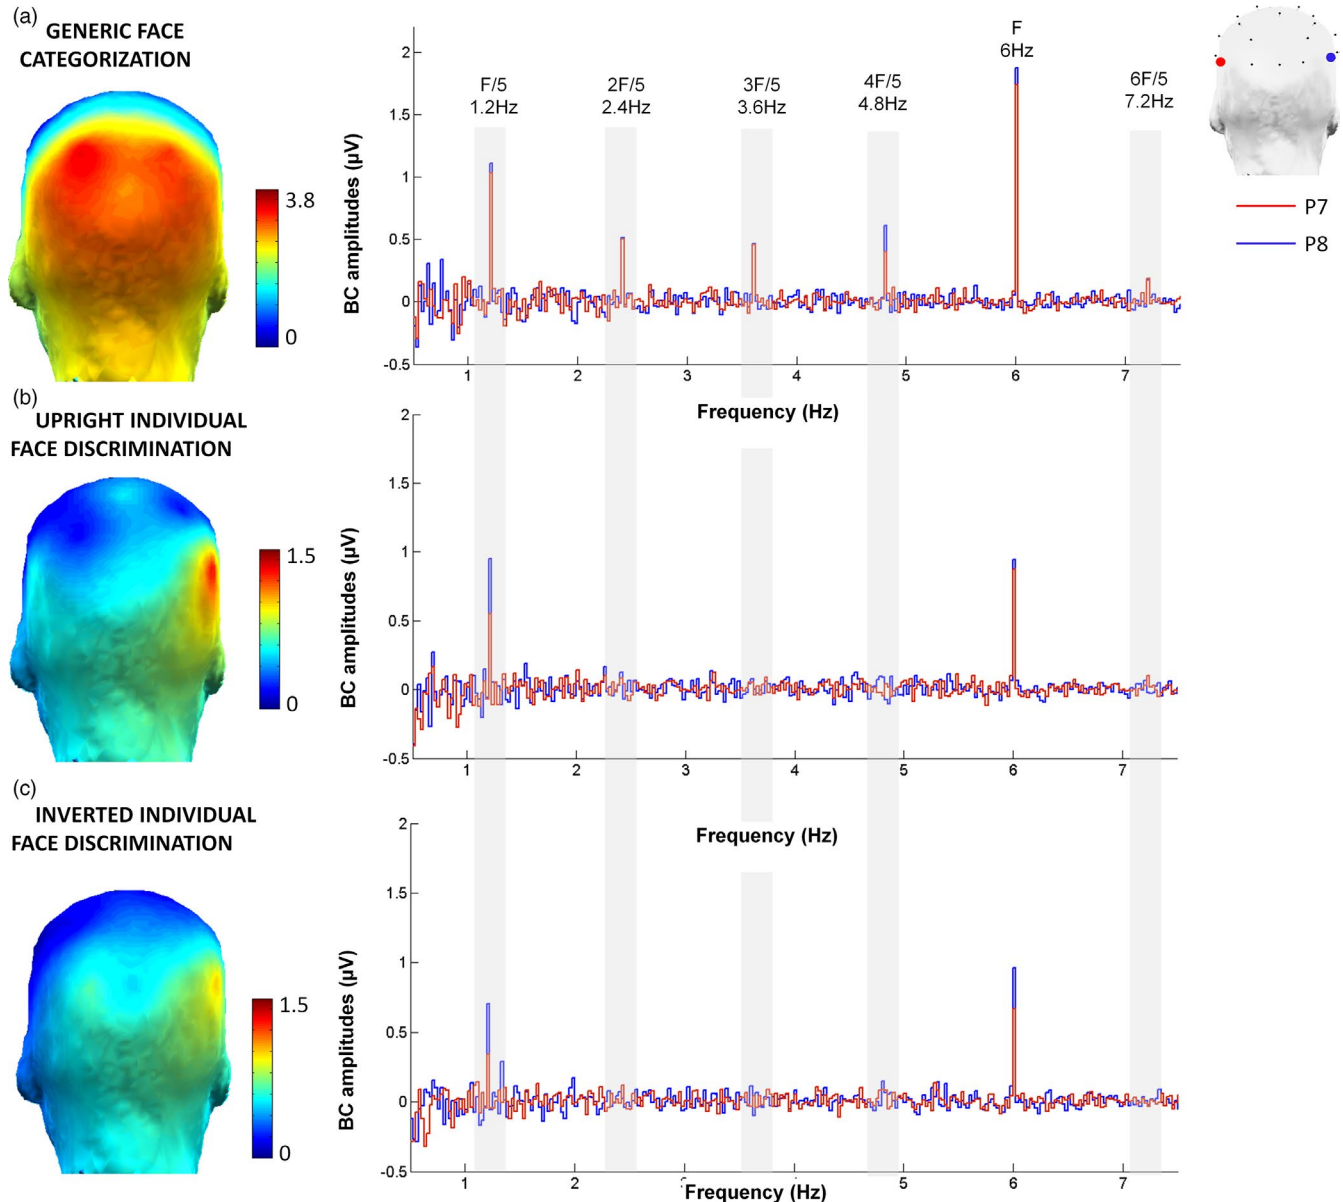 (a)
GENERIC FACE
CATEGORIZATION
3.8
0
BC amplitudes (µV)
2
1.5
1
0.5
0
-0.5
F/5
1.2Hz
2F/5
2.4Hz
3F/5
3.6Hz
4F/5
4.8Hz
F
6Hz
6F/5
7.2Hz
1 2 3 4 5 6 7
Frequency (Hz)
P7
P8
(b)
UPRIGHT INDIVIDUAL
FACE DISCRIMINATION
1.5
0
BC amplitudes (µV)
2
1.5
1
0.5
0
-0.5
1 2 3 4 5 6 7
Frequency (Hz)
(c)
INVERTED INDIVIDUAL
FACE DISCRIMINATION
1.5
0
BC amplitudes (µV)
2
1.5
1
0.5
0
-0.5
1 2 3 4 5 6 7
Frequency (Hz)